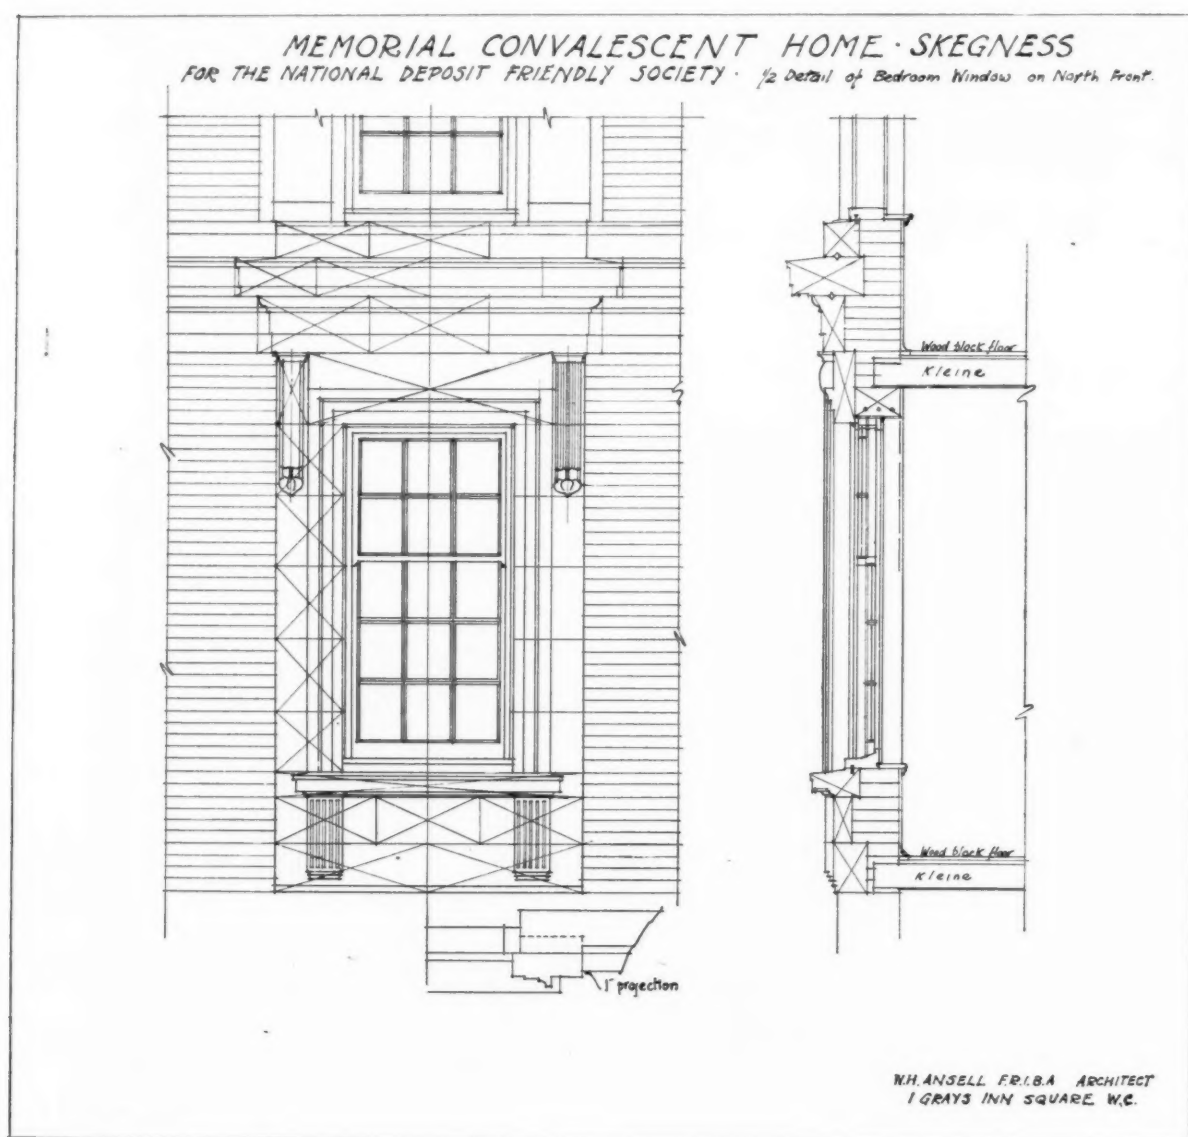 MEMORIAL CONVALESCENT HOME · SKEGNESS
FOR THE NATIONAL DEPOSIT FRIENDLY SOCIETY · 1/2 Detail of Bedroom Window on North Front.
Wood block floor
Kleine
Wood block floor
Kleine
1" projection
W.H. ANSELL F.R.I.B.A ARCHITECT
1 GRAYS INN SQUARE W.C.